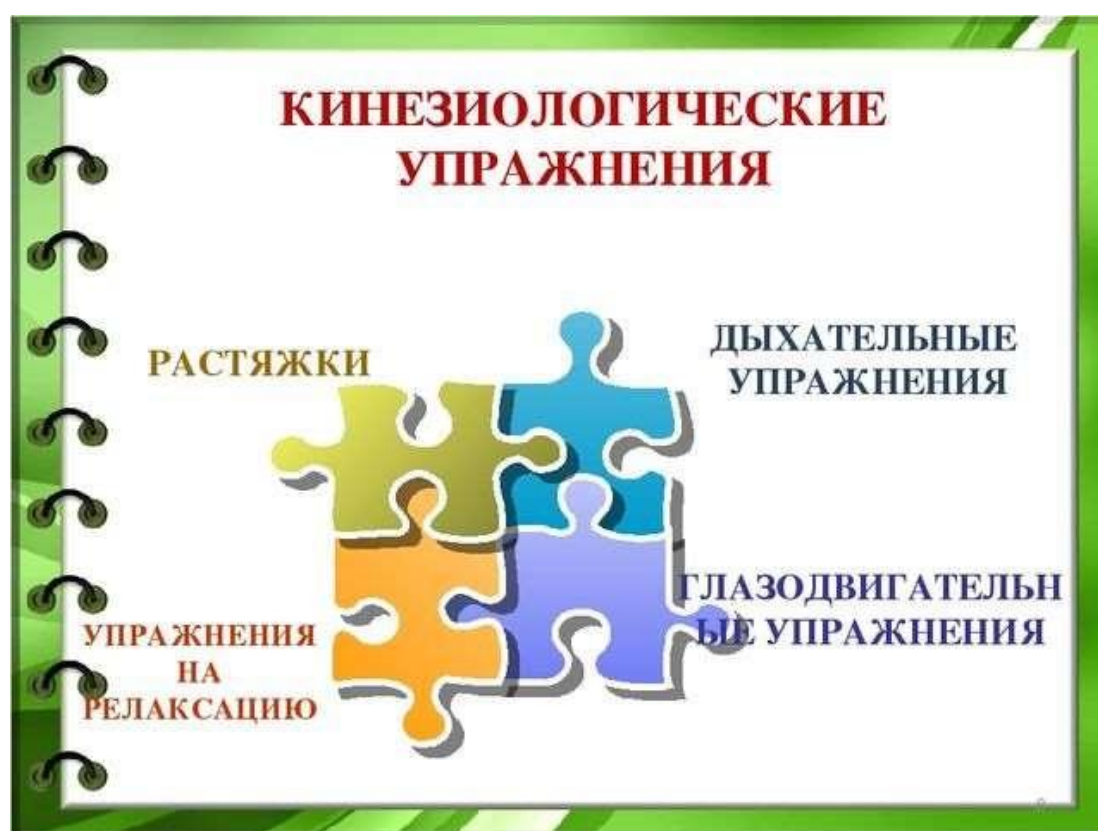 КИНЕЗИОЛОГИЧЕСКИЕ
УПРАЖНЕНИЯ
РАСТЯЖКИ
ДЫХАТЕЛЬНЫЕ
УПРАЖНЕНИЯ
УПРАЖНЕНИЯ
НА
РЕЛАКСАЦИЮ
ГЛАЗОДВИГАТЕЛЬН
ЫЕ УПРАЖНЕНИЯ